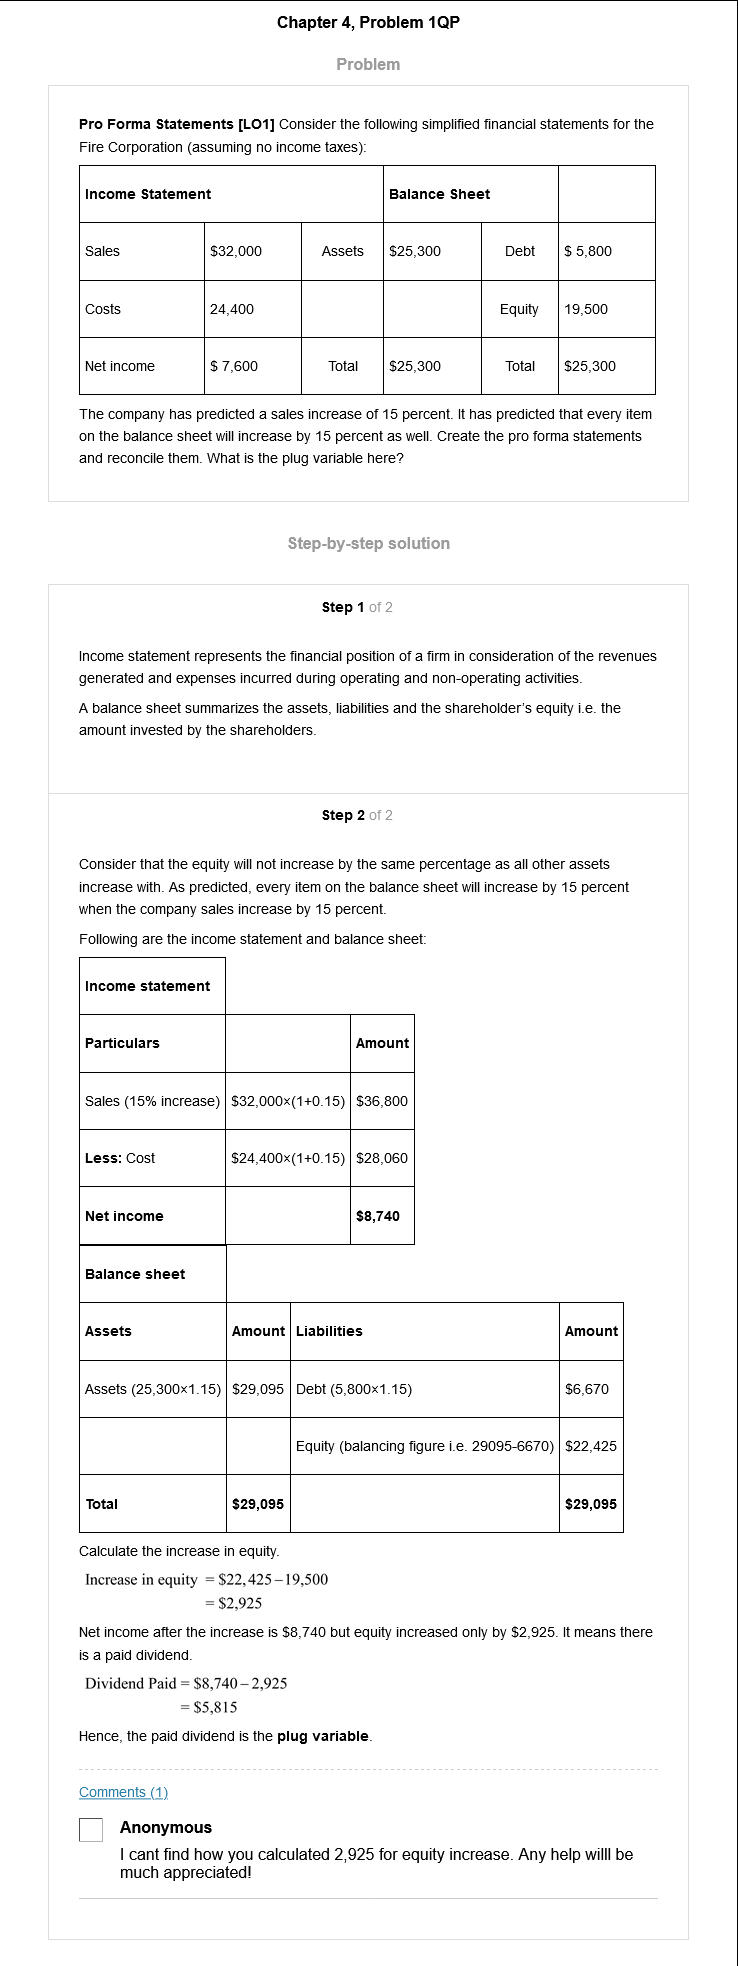 Chapter 4, Problem 1QP
Problem
Pro Forma Statements [LO1] Consider the following simplified financial statements for the
Fire Corporation (assuming no income taxes):
Income Statement Balance Sheet
Sales $32,000 Assets $25,300 Debt $ 5,800
Costs 24,400 Equity 19,500
Net income $ 7,600 Total $25,300 Total $25,300
The company has predicted a sales increase of 15 percent. It has predicted that every item
on the balance sheet will increase by 15 percent as well. Create the pro forma statements
and reconcile them. What is the plug variable here?
Step-by-step solution
Step 1 of 2
Income statement represents the financial position of a firm in consideration of the revenues
generated and expenses incurred during operating and non-operating activities.
A balance sheet summarizes the assets, liabilities and the shareholder's equity i.e. the
amount invested by the shareholders.
Step 2 of 2
Consider that the equity will not increase by the same percentage as all other assets
increase with. As predicted, every item on the balance sheet will increase by 15 percent
when the company sales increase by 15 percent.
Following are the income statement and balance sheet:
Income statement
Particulars Amount
Sales (15% increase) $32,000×(1+0.15) $36,800
Less: Cost $24,400×(1+0.15) $28,060
Net income $8,740
Balance sheet
Assets Amount Liabilities Amount
Assets (25,300×1.15) $29,095 Debt (5,800×1.15) $6,670
Equity (balancing figure i.e. 29095-6670) $22,425
Total $29,095 $29,095
Calculate the increase in equity.
Increase in equity = $22,425 – 19,500
= $2,925
Net income after the increase is $8,740 but equity increased only by $2,925. It means there
is a paid dividend.
Dividend Paid = $8,740 – 2,925
= $5,815
Hence, the paid dividend is the plug variable.
Comments (1)
Anonymous
I cant find how you calculated 2,925 for equity increase. Any help willl be
much appreciated!